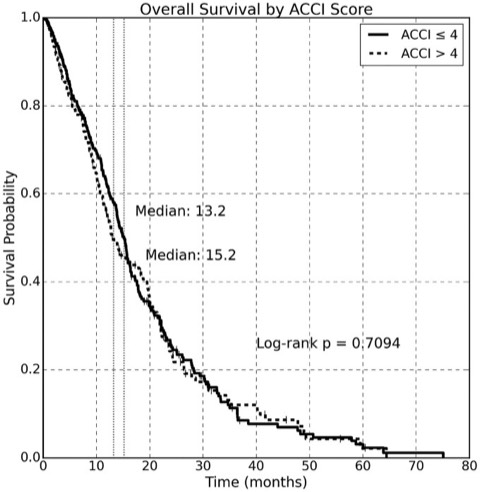 Overall Survival by ACCI Score
ACCI ≤ 4
ACCI > 4
Median: 13.2
Median: 15.2
Log-rank p = 0.7094
Survival Probability
1.0
0.8
0.6
0.4
0.2
0.0
0 10 20 30 40 50 60 70 80
Time (months)